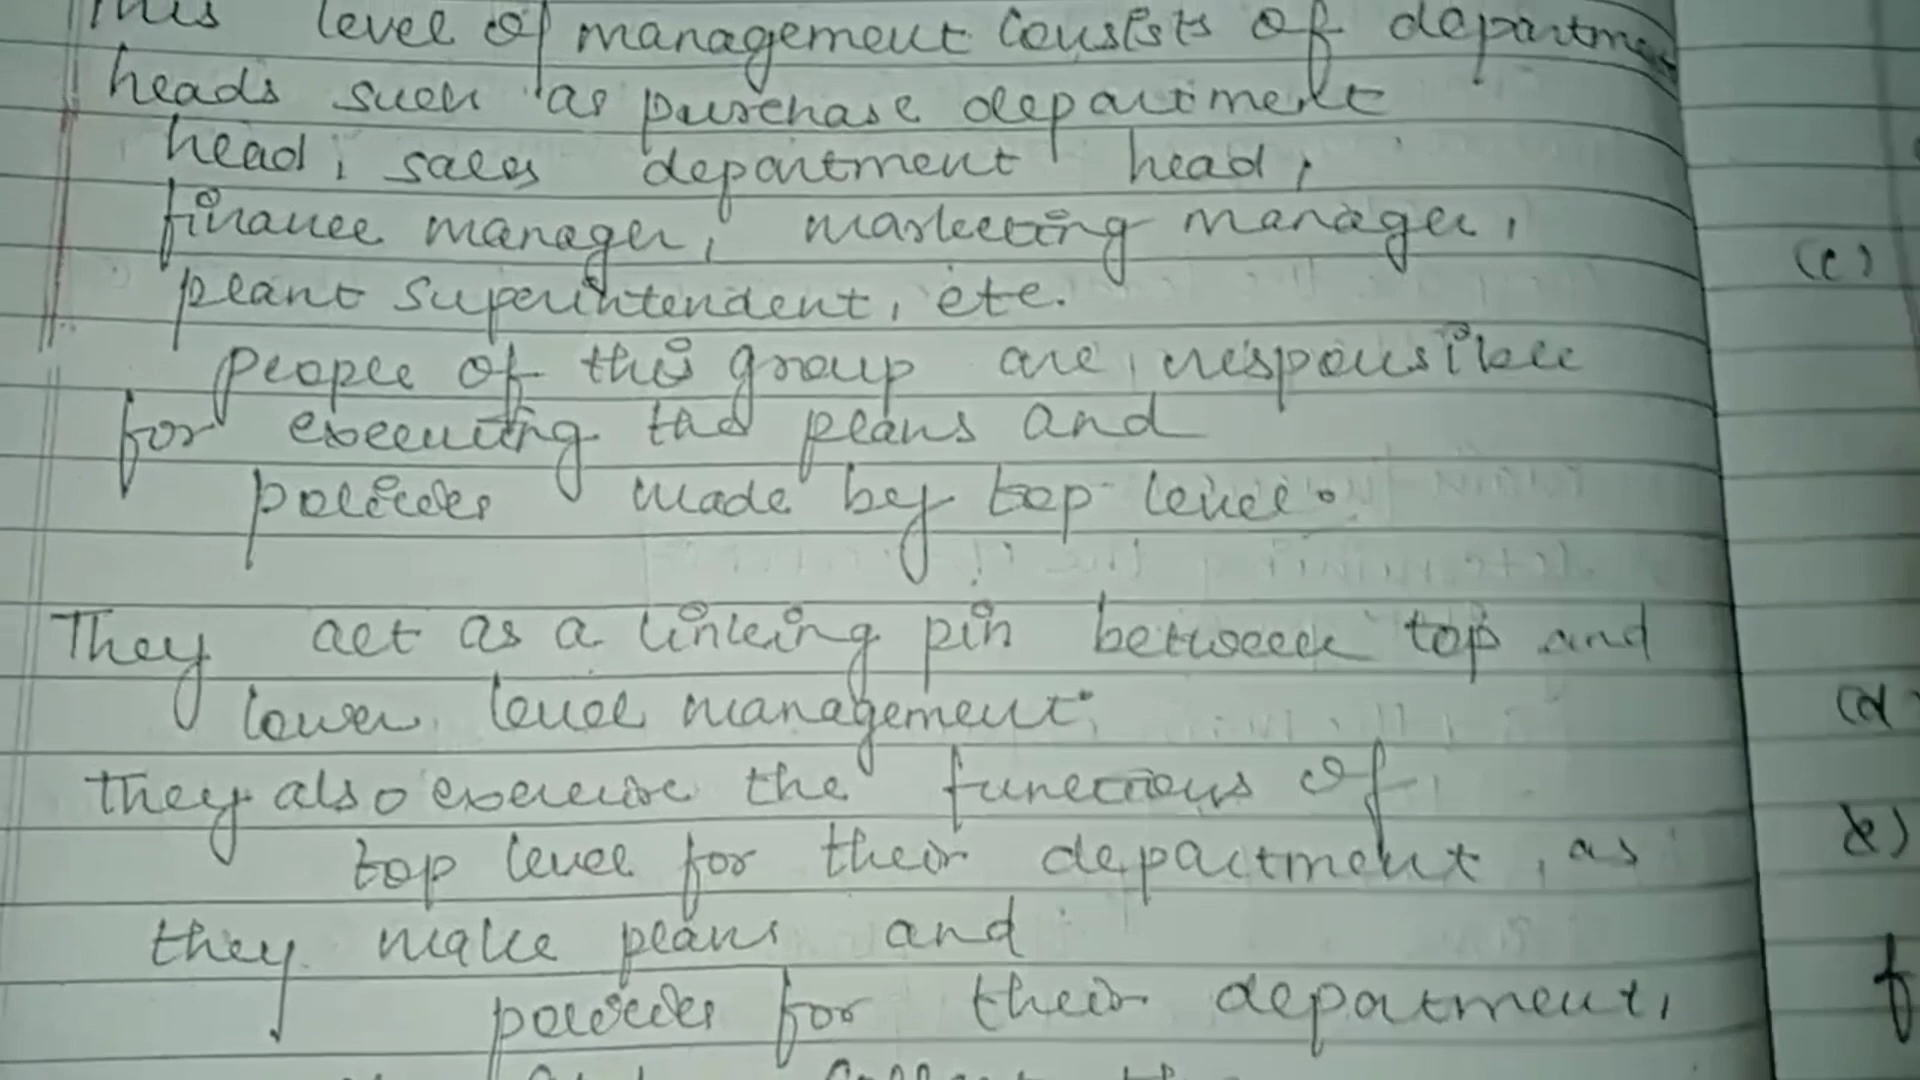 This level of management consists of department
heads such as purchase department
head, sales department head,
finance manager, marketing manager,
plant superintendent, etc.
people of this group are responsible
for executing the plans and
policies made by top level.
They act as a linking pin between top and
lower level management.
they also exercise the functions of
top level for their department, as
they make plans and
policies for their department,
(c)
(d)
f